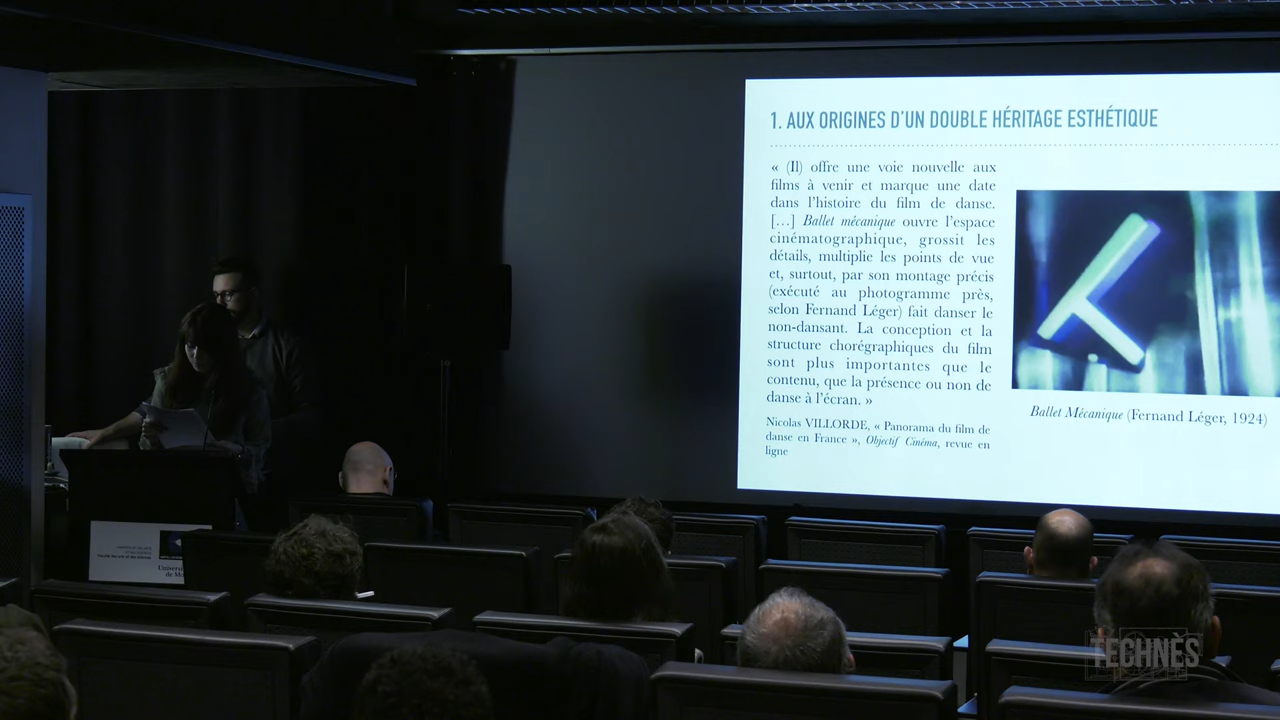 1. AUX ORIGINES D'UN DOUBLE HÉRITAGE ESTHÉTIQUE
« (Il) offre une voie nouvelle aux
films à venir et marque une date
dans l'histoire du film de danse.
[…] Ballet mécanique ouvre l'espace
cinématographique, grossit les
détails, multiplie les points de vue
et, surtout, par son montage précis
(exécuté au photogramme près,
selon Fernand Léger) fait danser le
non-dansant. La conception et la
structure chorégraphiques du film
sont plus importantes que le
contenu, que la présence ou non de
danse à l'écran. »
Nicolas VILLORDE, « Panorama du film de
danse en France », Objectif Cinéma, revue en
ligne
Ballet Mécanique (Fernand Léger, 1924)
Univers
de Mo
TECHNÈS